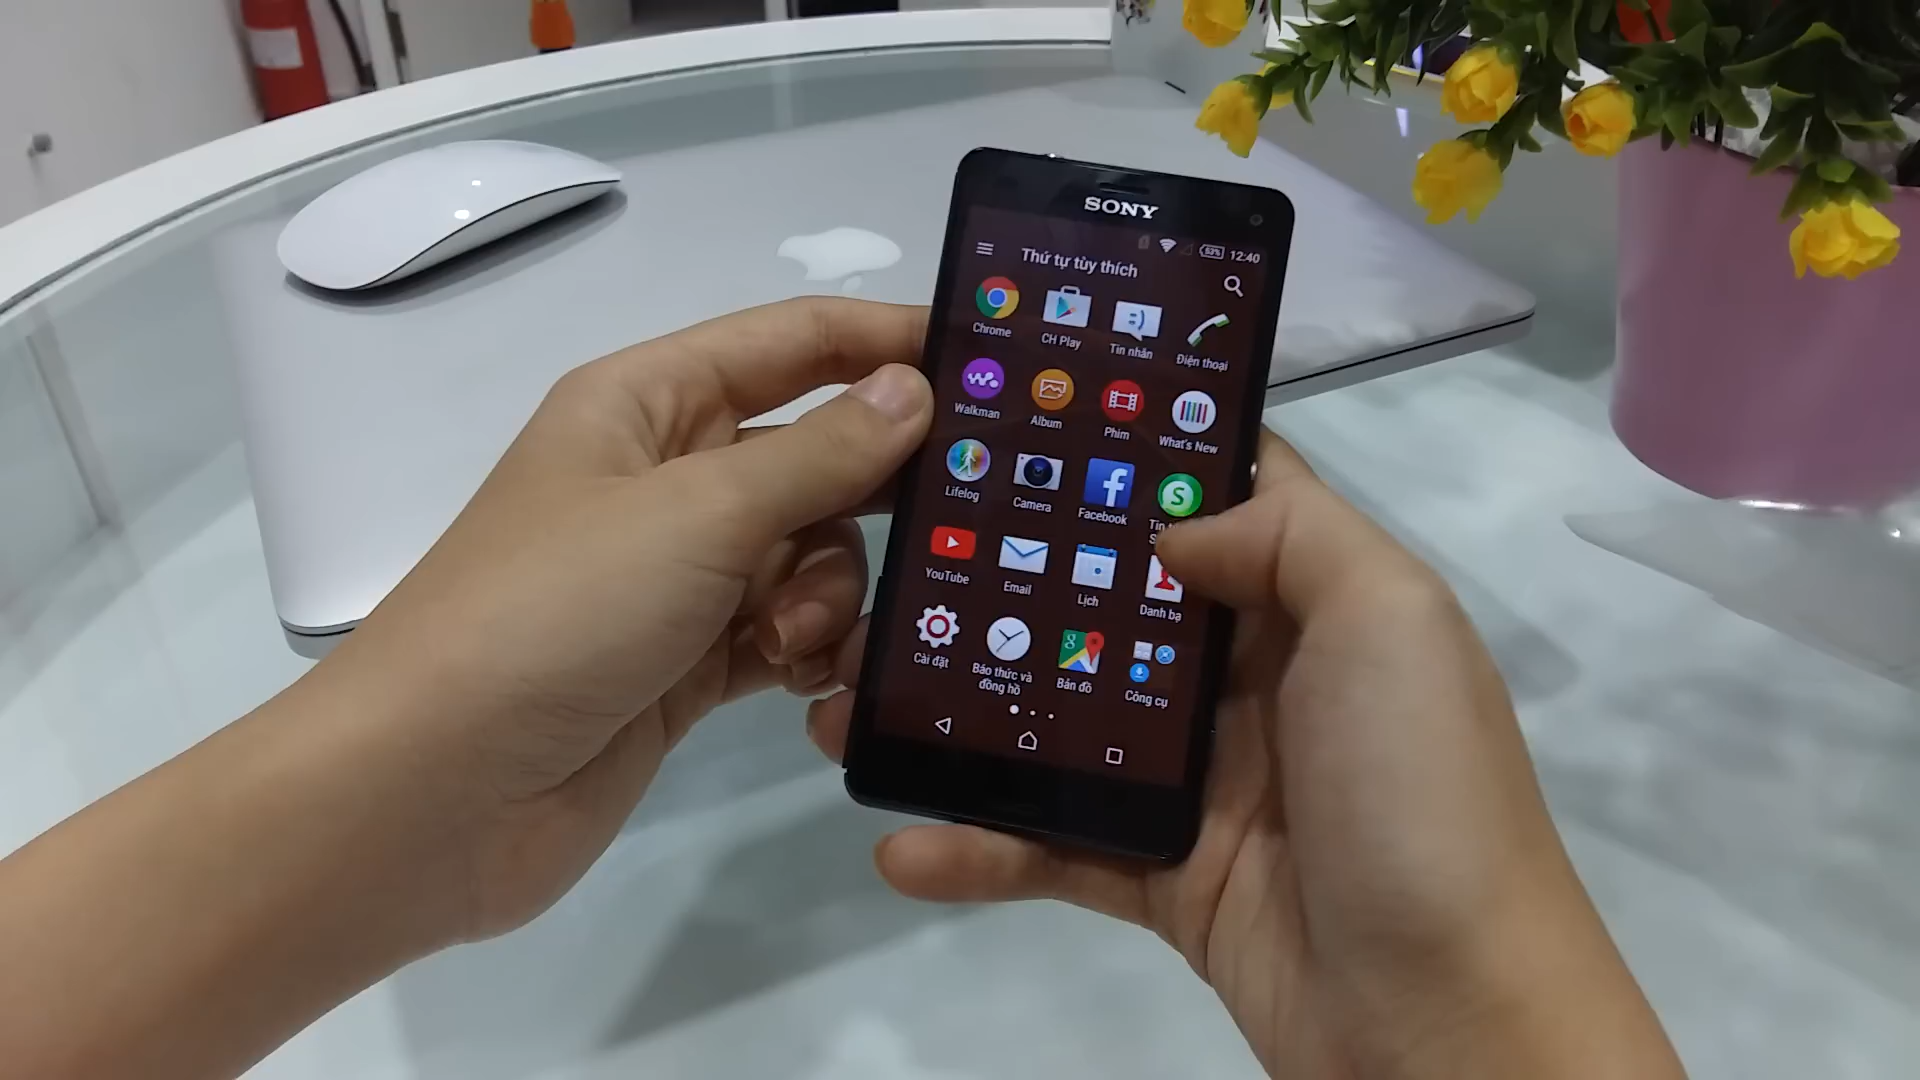 SONY
53% 12:40
Thứ tự tùy thích
Chrome
CH Play
Tin nhắn
Điện thoại
Walkman
Album
Phim
What's New
Lifelog
Camera
Facebook
S
Tin
YouTube
Email
Lịch
Danh bạ
Cài đặt
Báo thức và
đồng hồ
Bản đồ
Công cụ